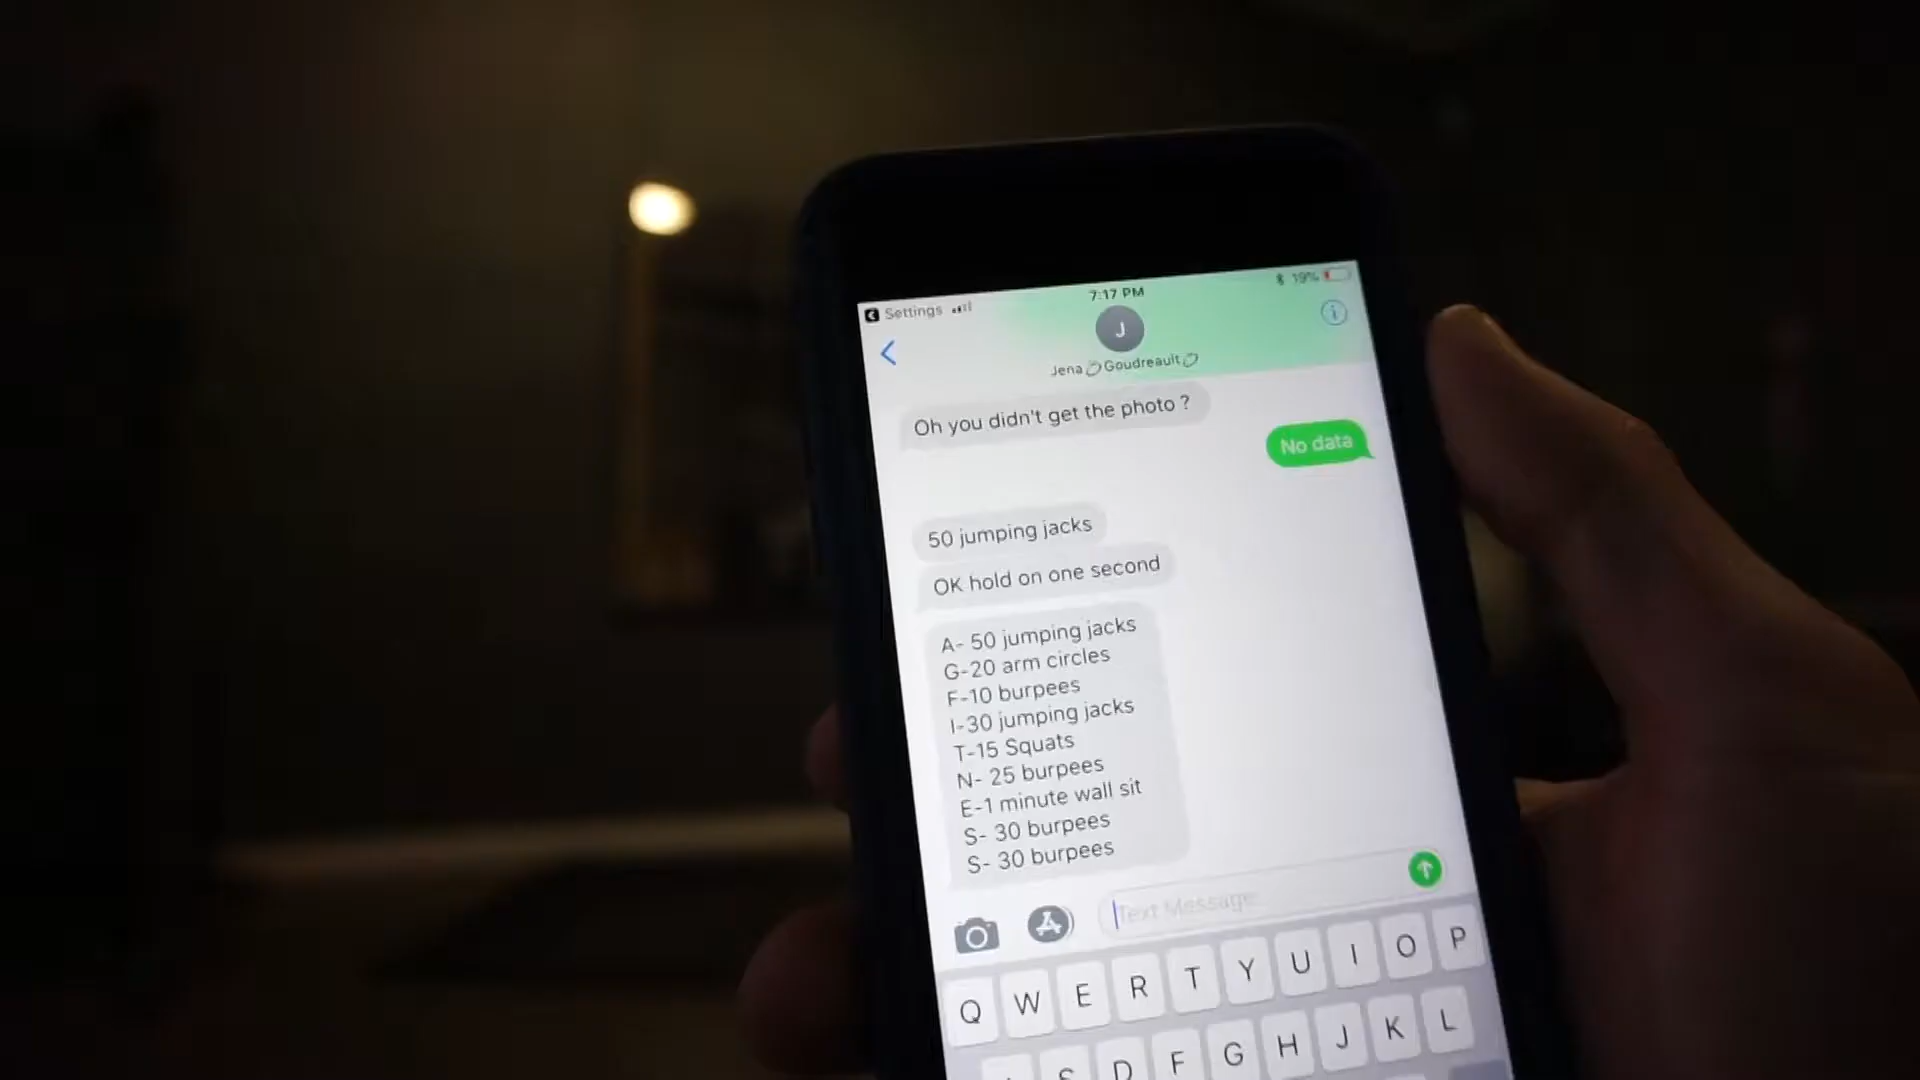 Settings
7:17 PM
19%
J
Jena Goudreault
Oh you didn't get the photo ?
No data
50 jumping jacks
OK hold on one second
A- 50 jumping jacks
G-20 arm circles
F-10 burpees
I-30 jumping jacks
T-15 Squats
N- 25 burpees
E-1 minute wall sit
S- 30 burpees
S- 30 burpees
Text Message
Q W E R T Y U I O P
S D F G H J K L